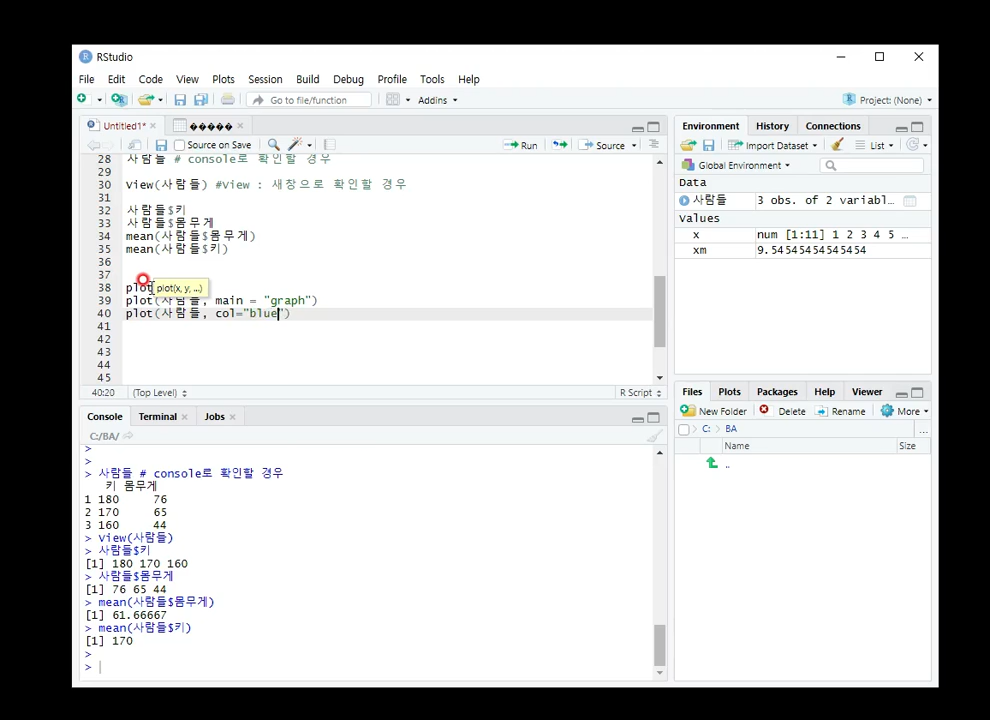 RStudio
File Edit Code View Plots Session Build Debug Profile Tools Help
Go to file/function Addins Project: (None)
Untitled1*
Source on Save Run Source
28 사람들 # console로 확인할 경우
29
30 View(사람들) #View : 새창으로 확인할 경우
31
32 사람들$키
33 사람들$몸무게
34 mean(사람들$몸무게)
35 mean(사람들$키)
36
37
38 plot plot(x, y, ...)
39 plot(사람들, main = "graph")
40 plot(사람들, col="blue")
41
42
43
44
45
40:20 (Top Level) R Script
Console Terminal Jobs
C:/BA/
>
>
> 사람들 # console로 확인할 경우
키 몸무게
1 180 76
2 170 65
3 160 44
> View(사람들)
> 사람들$키
[1] 180 170 160
> 사람들$몸무게
[1] 76 65 44
> mean(사람들$몸무게)
[1] 61.66667
> mean(사람들$키)
[1] 170
>
>
Environment History Connections
Import Dataset List
Global Environment
Data
사람들 3 obs. of 2 variabl...
Values
x num [1:11] 1 2 3 4 5 ...
xm 9.54545454545454
Files Plots Packages Help Viewer
New Folder Delete Rename More
C: BA ...
Name Size
..